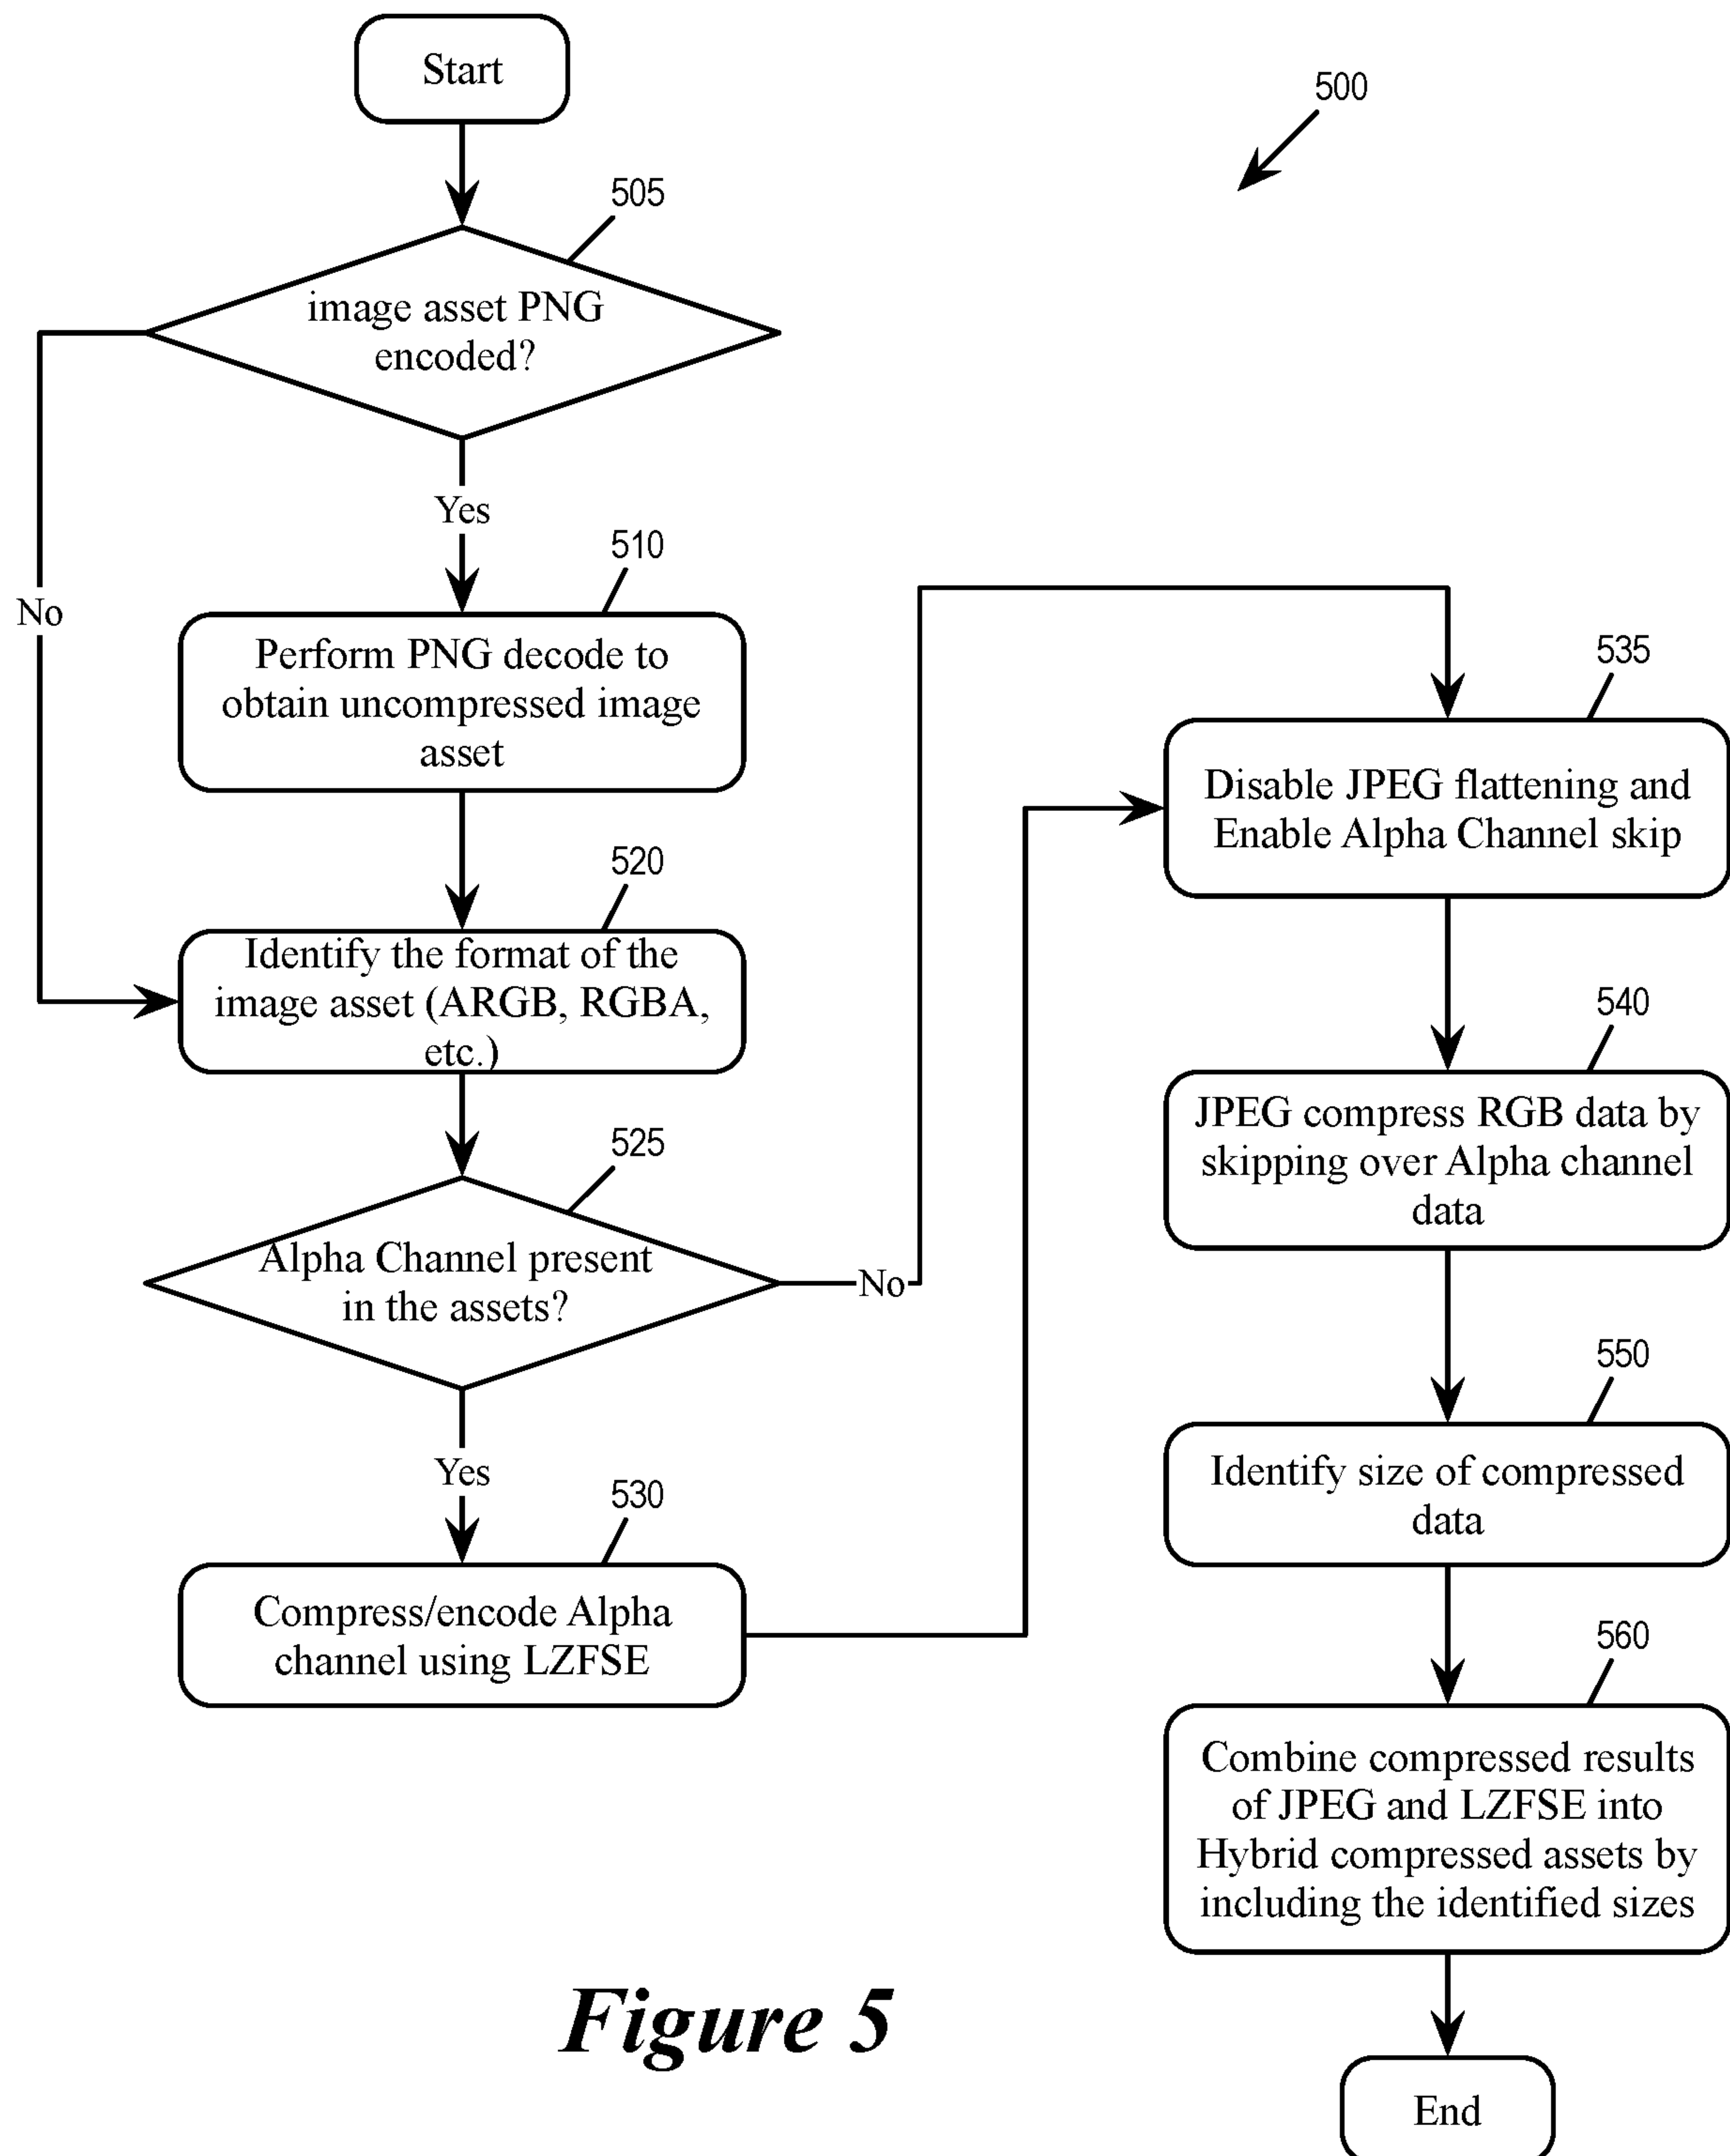 Start
500
505
image asset PNG
encoded?
Yes
No
510
Perform PNG decode to
obtain uncompressed image
asset
520
Identify the format of the
image asset (ARGB, RGBA,
etc.)
525
Alpha Channel present
in the assets?
No
Yes
530
Compress/encode Alpha
channel using LZFSE
535
Disable JPEG flattening and
Enable Alpha Channel skip
540
JPEG compress RGB data by
skipping over Alpha channel
data
550
Identify size of compressed
data
560
Combine compressed results
of JPEG and LZFSE into
Hybrid compressed assets by
including the identified sizes
End
Figure 5